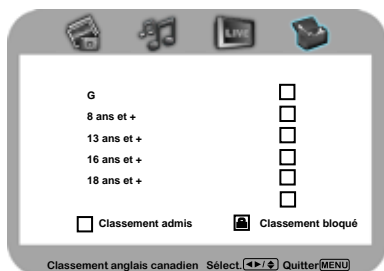 LIVE
G
8 ans et +
13 ans et +
16 ans et +
18 ans et +
Classement admis Classement bloqué
Classement anglais canadien Sélect. ◄►/◆ Quitter MENU